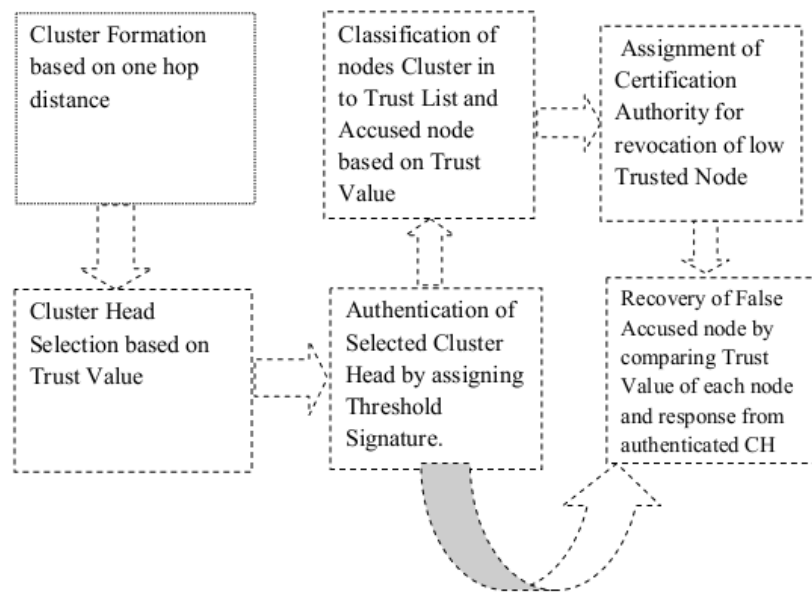 Cluster Formation
based on one hop
distance
Cluster Head
Selection based on
Trust Value
Authentication of
Selected Cluster
Head by assigning
Threshold
Signature.
Classification of
nodes Cluster in
to Trust List and
Accused node
based on Trust
Value
Assignment of
Certification
Authority for
revocation of low
Trusted Node
Recovery of False
Accused node by
comparing Trust
Value of each node
and response from
authenticated CH